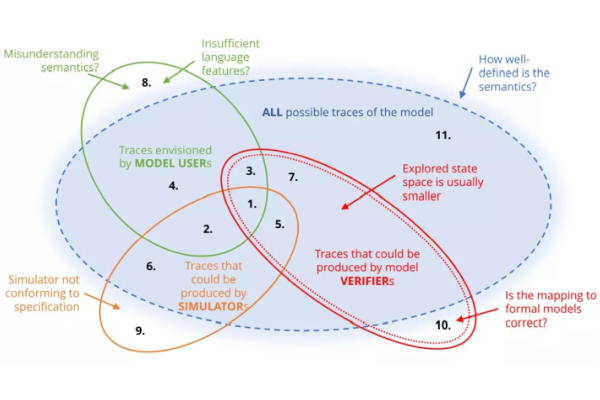 Misunderstanding
semantics?
Insufficient
language
features?
How well-
defined is the
semantics?
8.
ALL possible traces of the model
11.
Traces envisioned
by MODEL USERs
3.
7.
Explored state
space is usually
smaller
4.
1.
2.
5.
Traces that could be
produced by model
VERIFIERs
6.
Traces that
could be
produced by
SIMULATORs
Simulator not
conforming to
specification
9.
10.
Is the mapping to
formal models
correct?